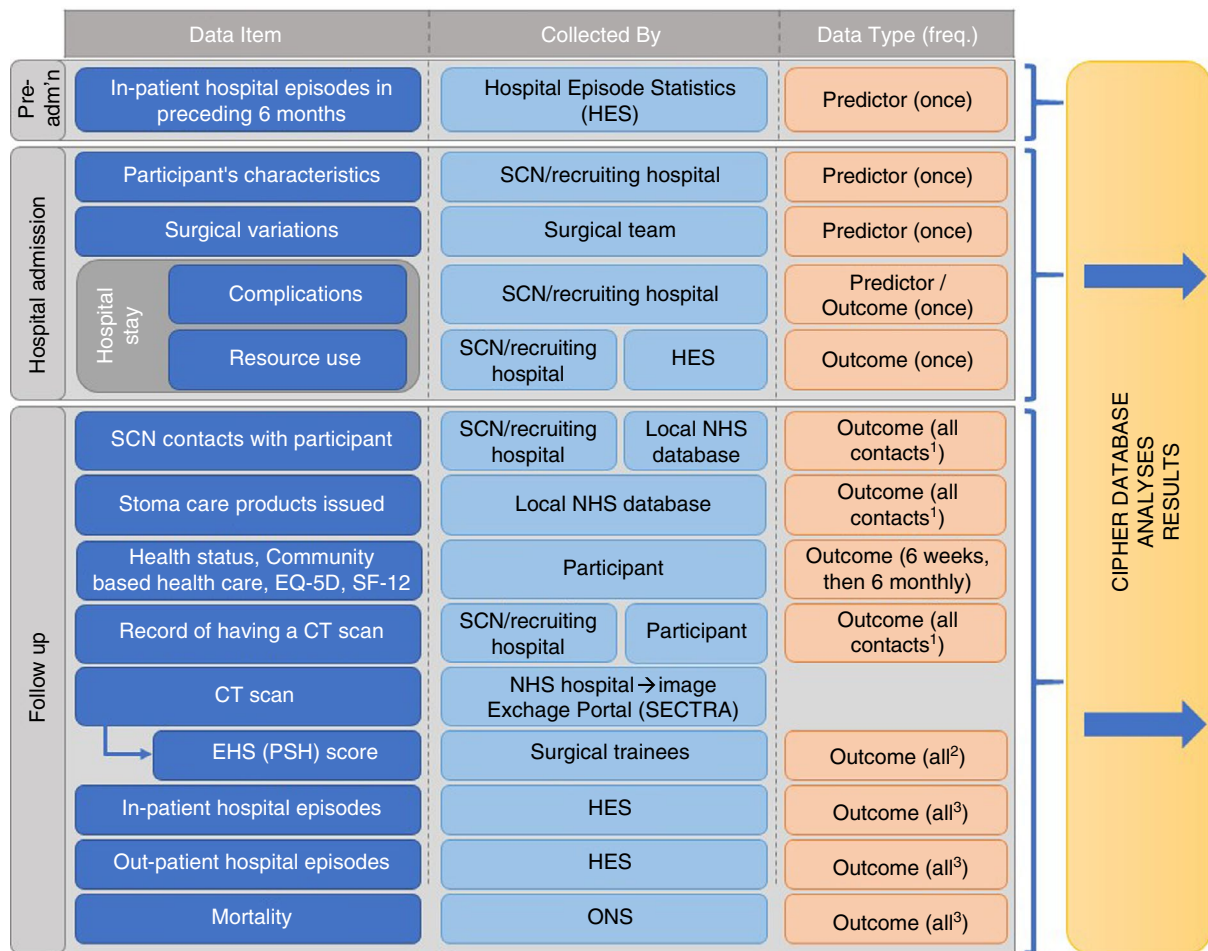 Data Item
Collected By
Data Type (freq.)
Pre-
adm'n
In-patient hospital episodes in
preceding 6 months
Hospital Episode Statistics
(HES)
Predictor (once)
Hospital admission
Participant's characteristics
SCN/recruiting hospital
Predictor (once)
Surgical variations
Surgical team
Predictor (once)
Hospital
stay
Complications
SCN/recruiting hospital
Predictor /
Outcome (once)
Resource use
SCN/recruiting
hospital
HES
Outcome (once)
Follow up
SCN contacts with participant
SCN/recruiting
hospital
Local NHS
database
Outcome (all
contacts¹)
Stoma care products issued
Local NHS database
Outcome (all
contacts¹)
Health status, Community
based health care, EQ-5D, SF-12
Participant
Outcome (6 weeks,
then 6 monthly)
Record of having a CT scan
SCN/recruiting
hospital
Participant
Outcome (all
contacts¹)
CT scan
NHS hospital→image
Exchage Portal (SECTRA)
EHS (PSH) score
Surgical trainees
Outcome (all²)
In-patient hospital episodes
HES
Outcome (all³)
Out-patient hospital episodes
HES
Outcome (all³)
Mortality
ONS
Outcome (all³)
CIPHER DATABASE
ANALYSES
RESULTS